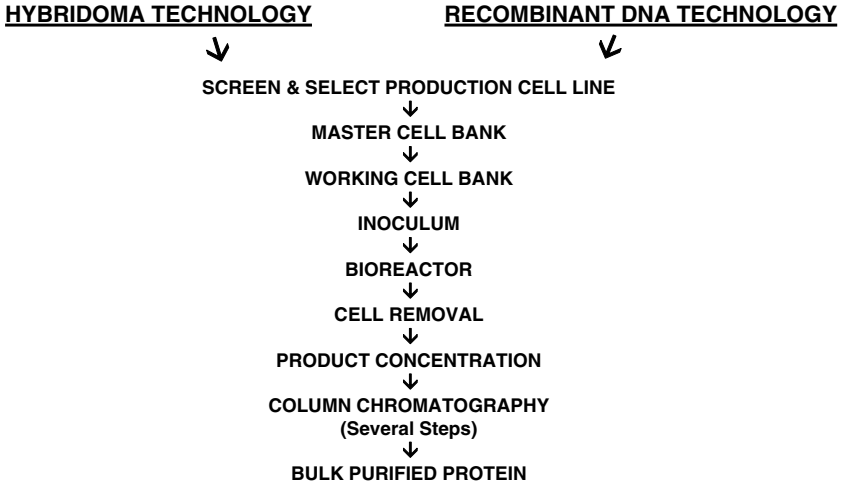 HYBRIDOMA TECHNOLOGY
RECOMBINANT DNA TECHNOLOGY
SCREEN & SELECT PRODUCTION CELL LINE
MASTER CELL BANK
WORKING CELL BANK
INOCULUM
BIOREACTOR
CELL REMOVAL
PRODUCT CONCENTRATION
COLUMN CHROMATOGRAPHY
(Several Steps)
BULK PURIFIED PROTEIN